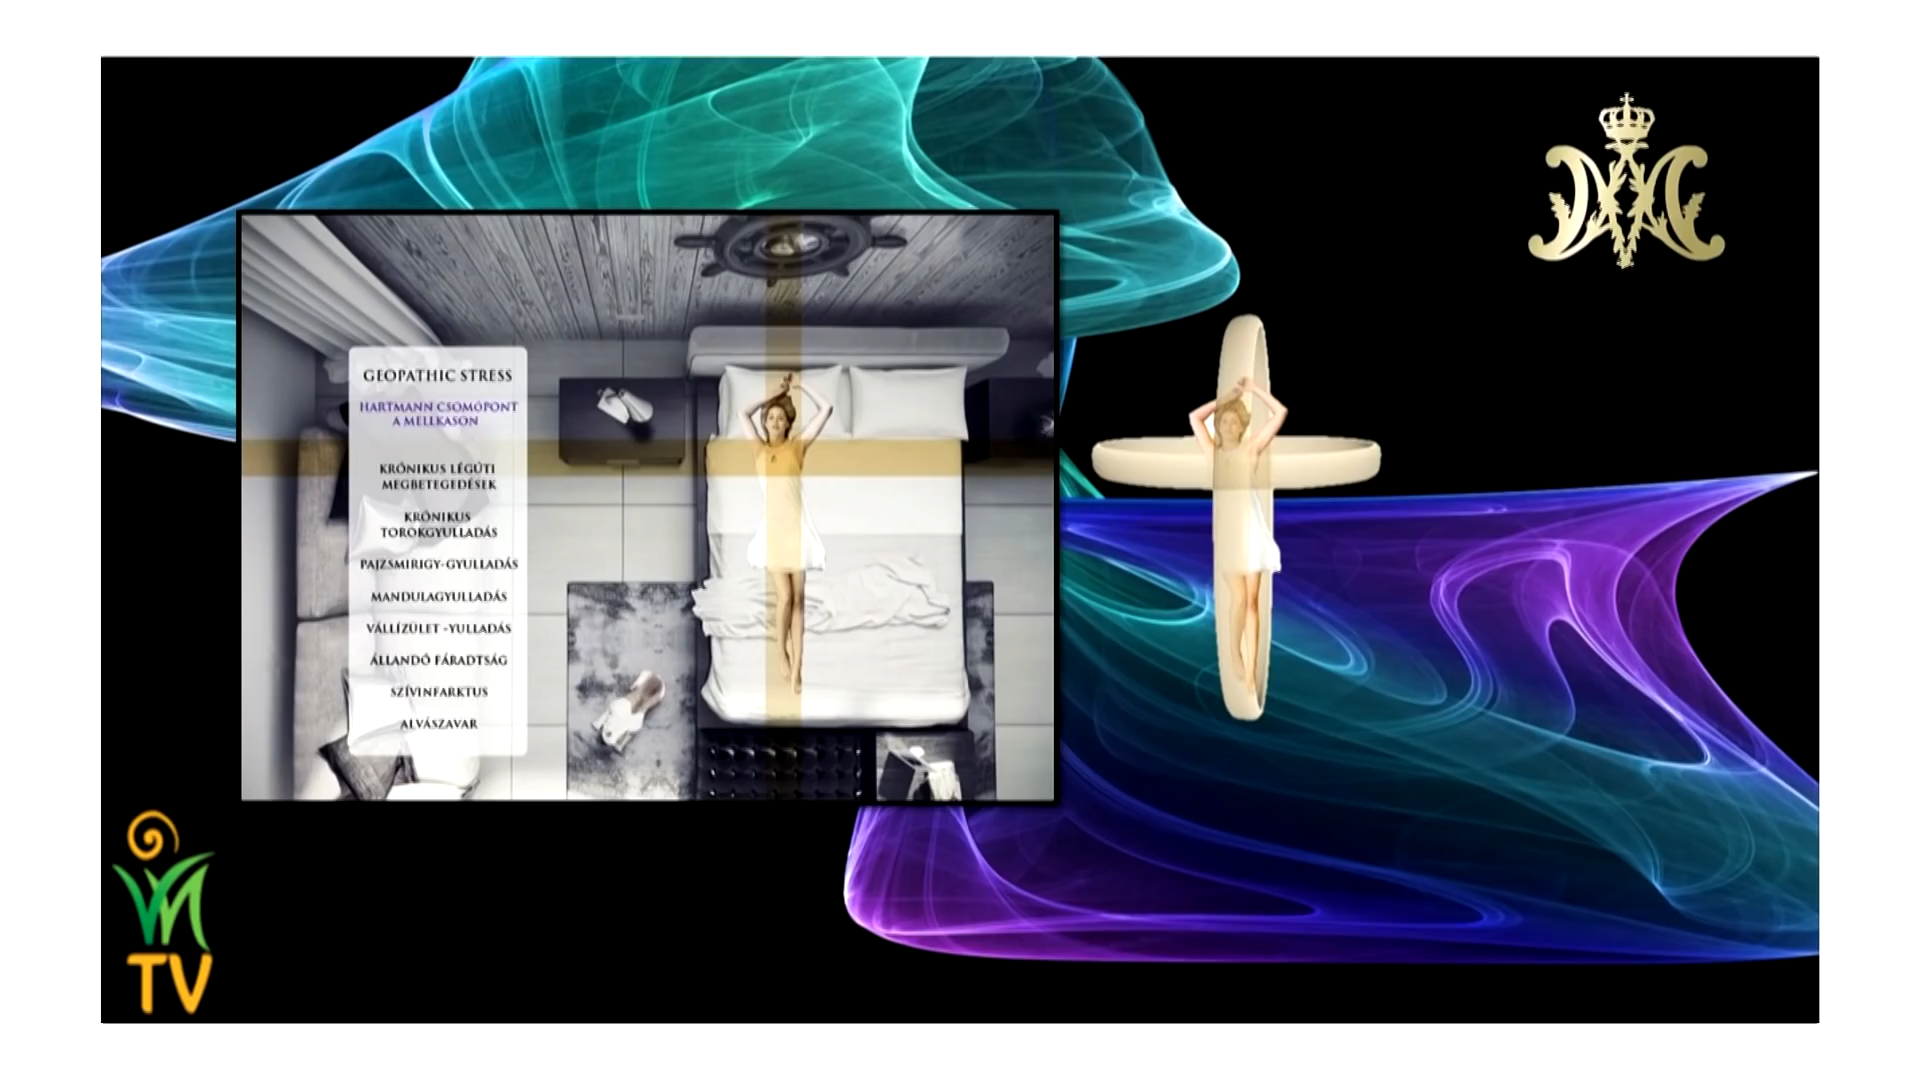 GEOPATHIC STRESS
HARTMANN CSOMÓPONT
A MELLKASON
KRÓNIKUS LÉGÚTI
MEGBETEGEDÉSEK
KRÓNIKUS
TOROKGYULLADÁS
PAJZSMIRIGY-GYULLADÁS
MANDULAGYULLADÁS
VÁLLÍZÜLET -YULLADÁS
ÁLLANDÓ FÁRADTSÁG
SZÍVINFARKTUS
ALVÁSZAVAR
TV